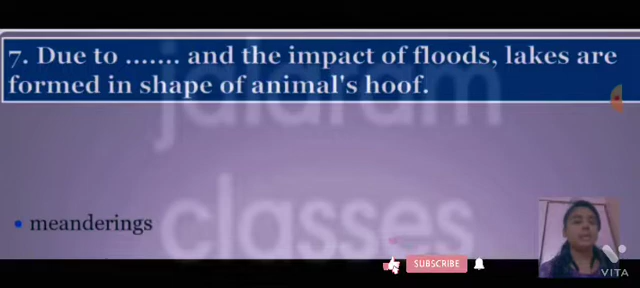 7. Due to ....... and the impact of floods, lakes are
formed in shape of animal's hoof.
jalaram
classes
• meanderings
SUBSCRIBE
VITA